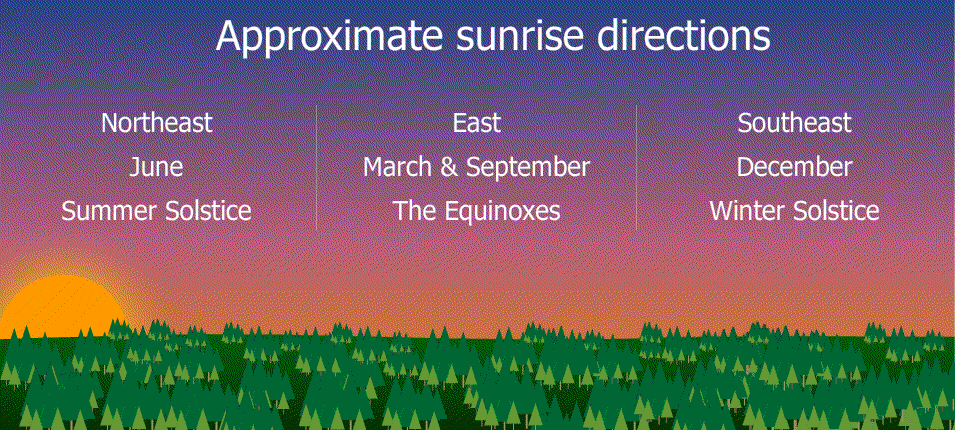 Approximate sunrise directions
Northeast
June
Summer Solstice
East
March & September
The Equinoxes
Southeast
December
Winter Solstice